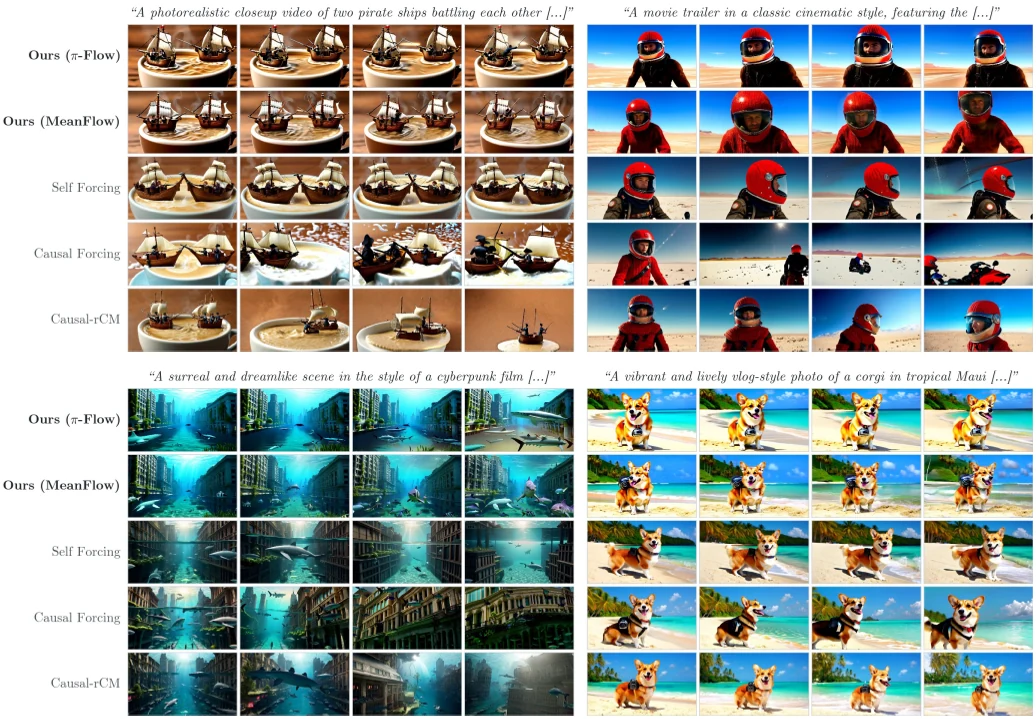 “A photorealistic closeup video of two pirate ships battling each other [...]”
“A movie trailer in a classic cinematic style, featuring the [...]”
Ours (π-Flow)
Ours (MeanFlow)
Self Forcing
Causal Forcing
Causal-rCM
“A surreal and dreamlike scene in the style of a cyberpunk film [...]”
“A vibrant and lively vlog-style photo of a corgi in tropical Maui [...]”
Ours (π-Flow)
Ours (MeanFlow)
Self Forcing
Causal Forcing
Causal-rCM